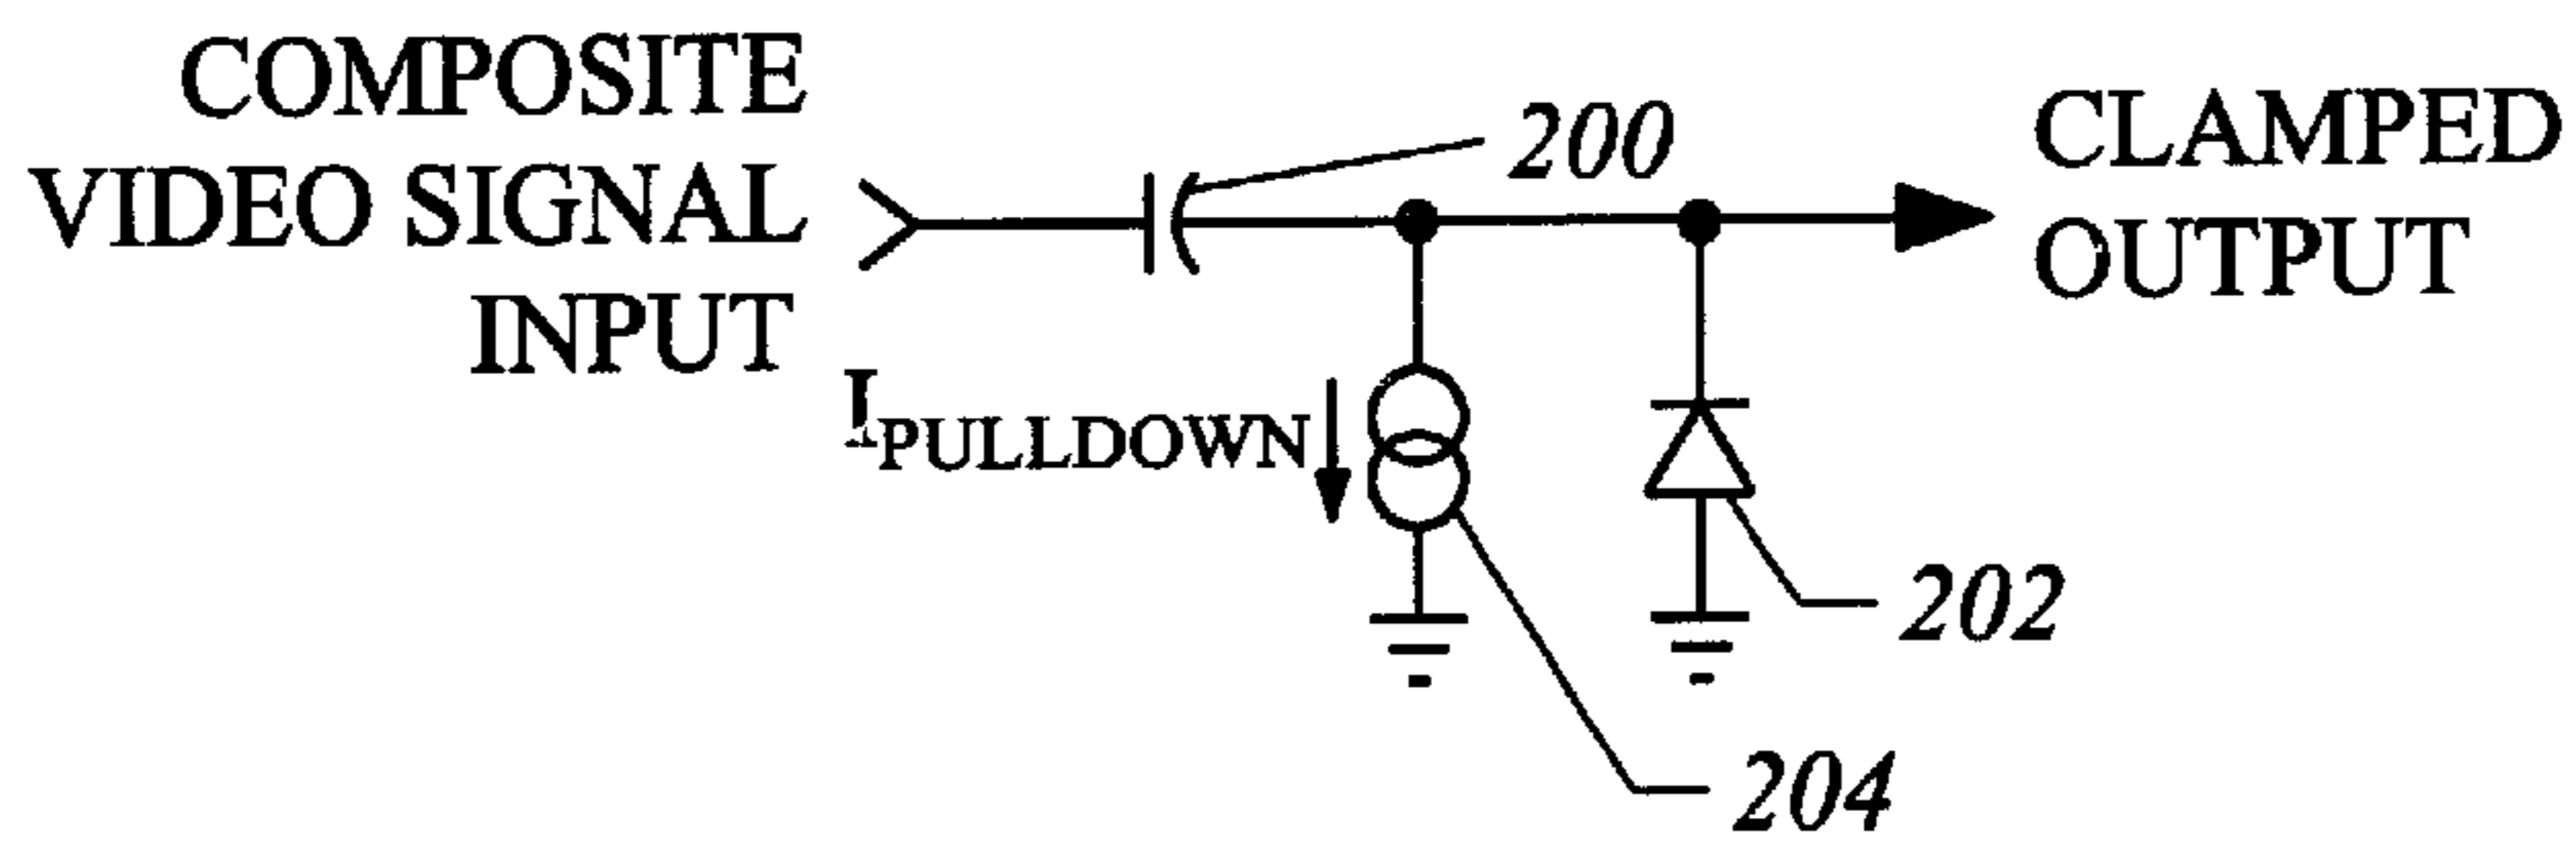 COMPOSITE
VIDEO SIGNAL
INPUT
200
CLAMPED
OUTPUT
IPULLDOWN
202
204